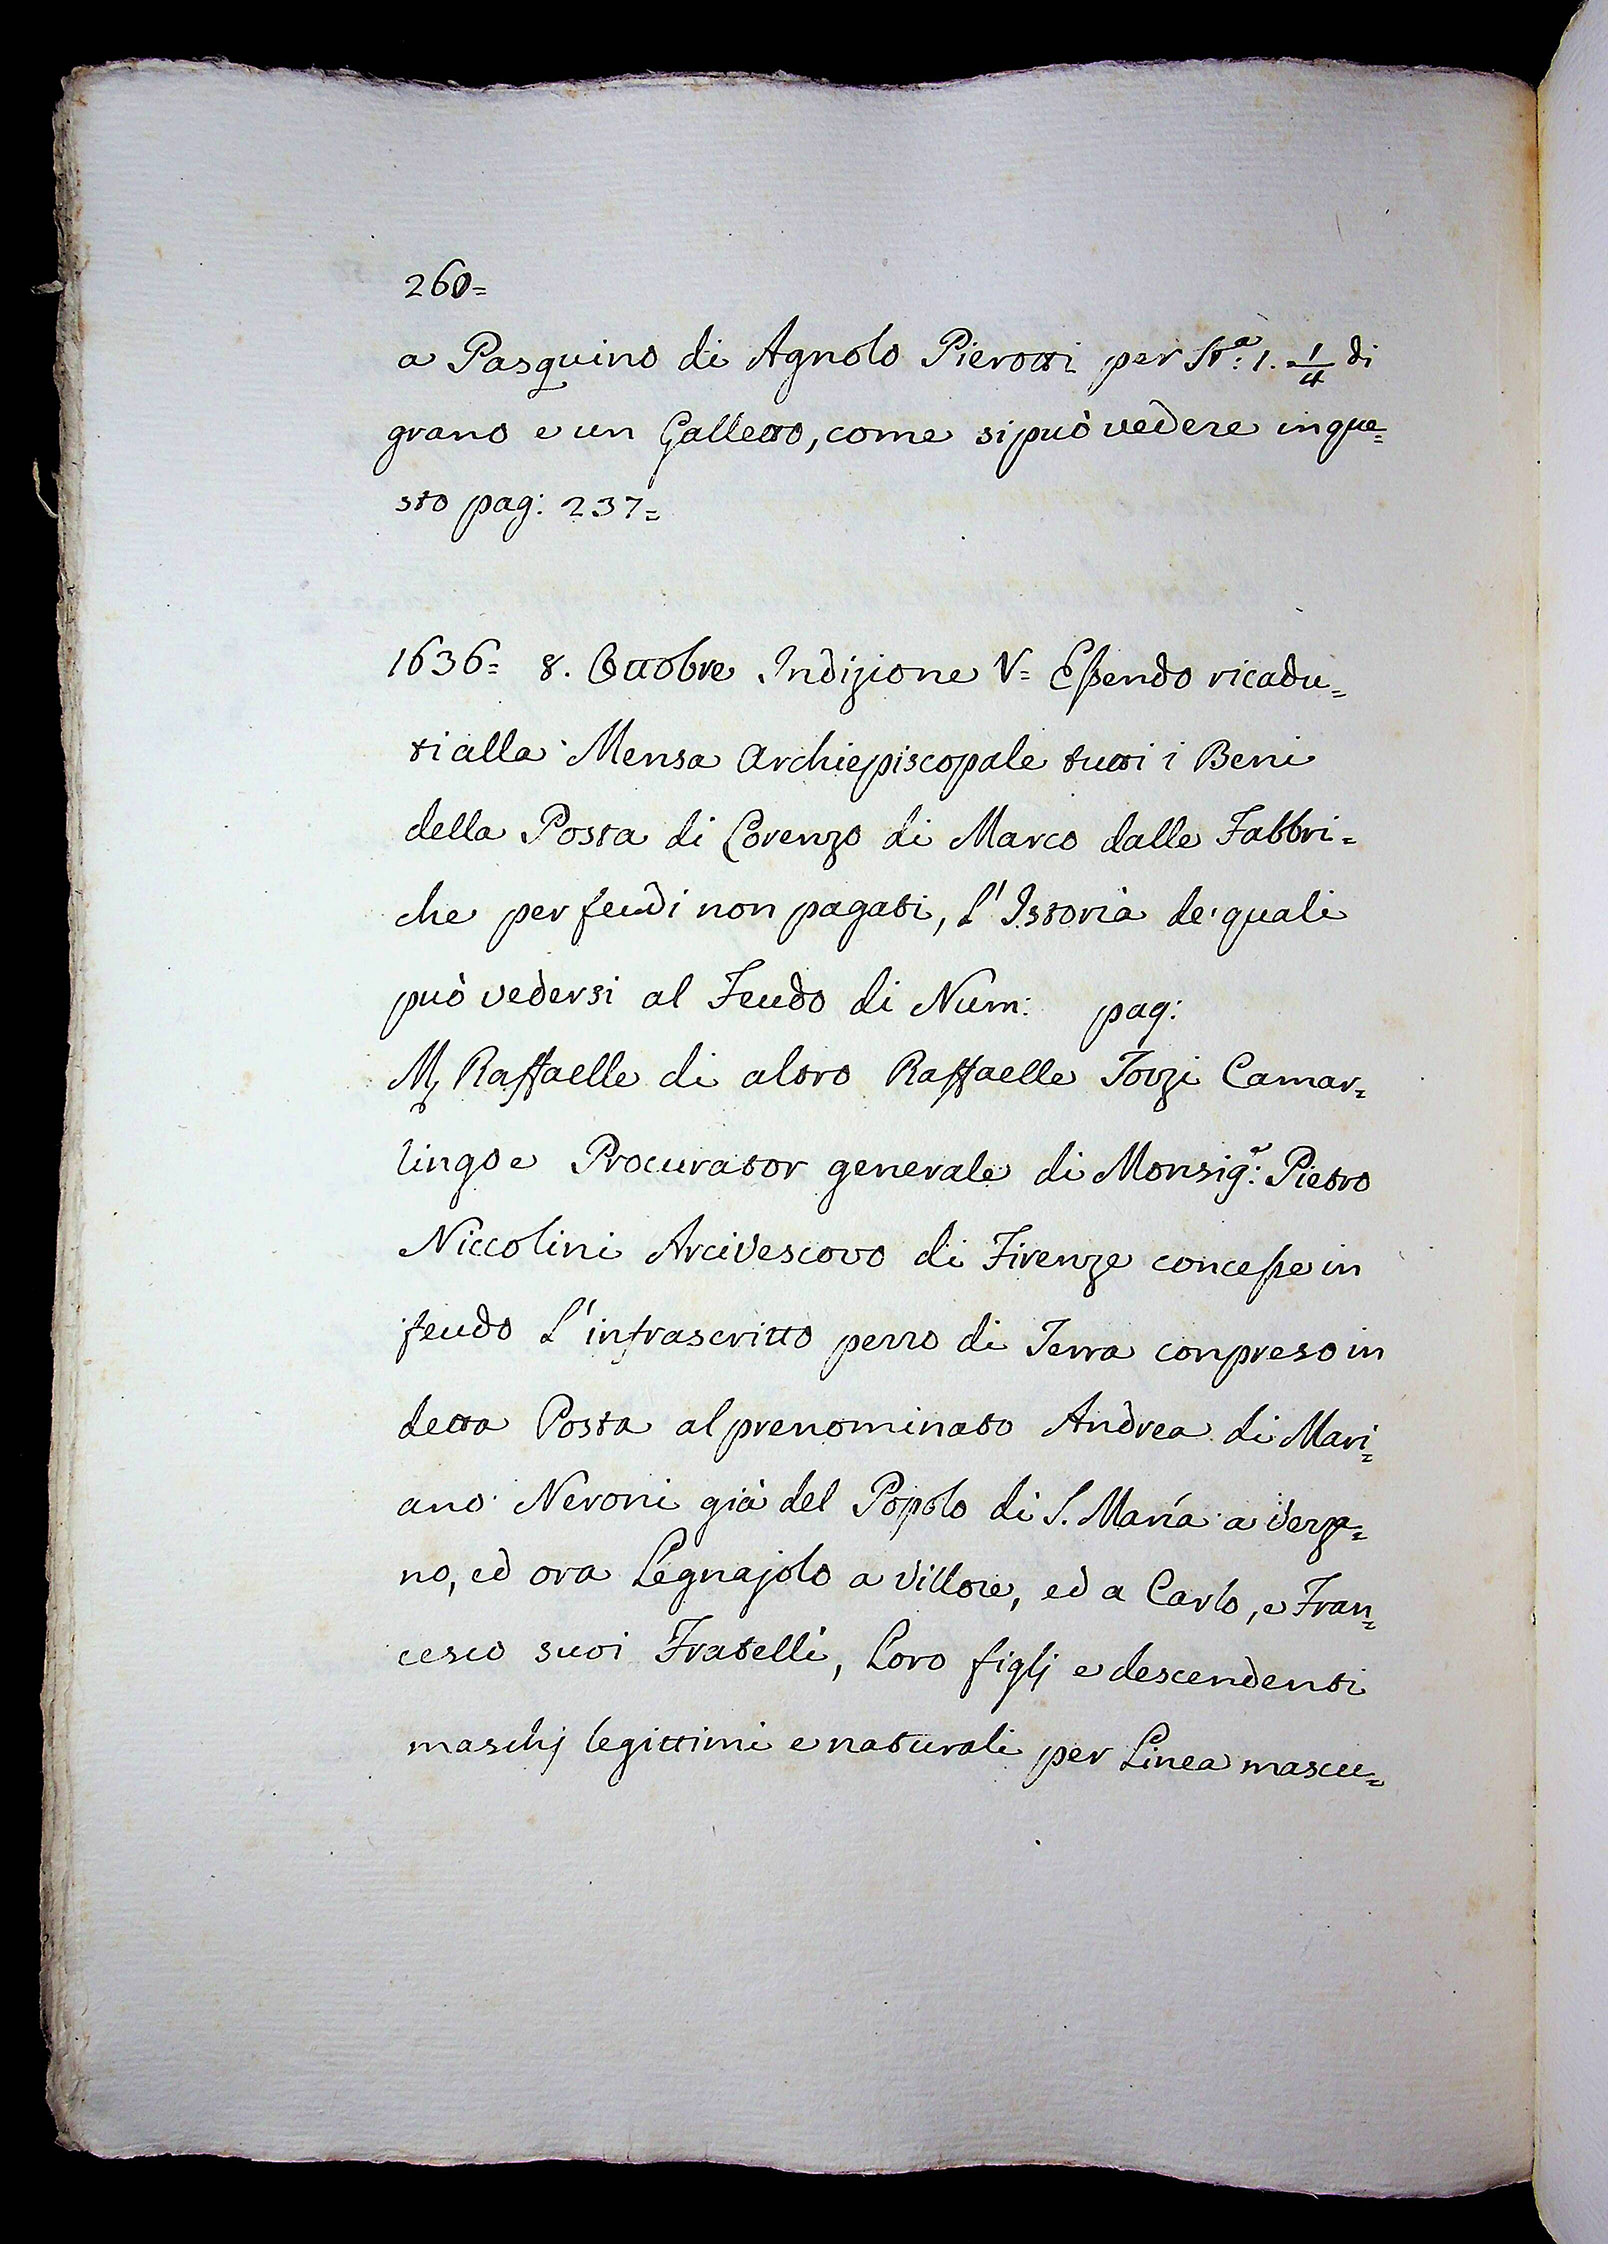 260=
a Pasquino di Agnolo Pierotti per St.ª: 1. 1/4 di
grano e un Galletto, come si può vedere in que=
sto pag: 237=
1636= 8. Ottobre Indizione V= Essendo ricadu=
ti alla Mensa Archiepiscopale tutti i Beni
della Posta di Lorenzo di Marco dalle Fabbri=
che per feudi non pagati, l'Istoria de' quali
può vedersi al Feudo di Num: pag:
M. Raffaelle di altro Raffaelle Tozzi Camar=
lingo e Procurator generale di Monsig.r: Pietro
Niccolini Arcivescovo di Firenze concesse in
feudo l'infrascritto pezzo di Terra conpreso in
detta Posta al prenominato Andrea di Mari=
ano Neroni già del Popolo di S. Maria a Verza=
no, ed ora Legnajolo a Villore, ed a Carlo, e Fran=
cesco suoi Fratelli, Loro figlj e descendenti
maschj legittimi e naturali per Linea mascu=